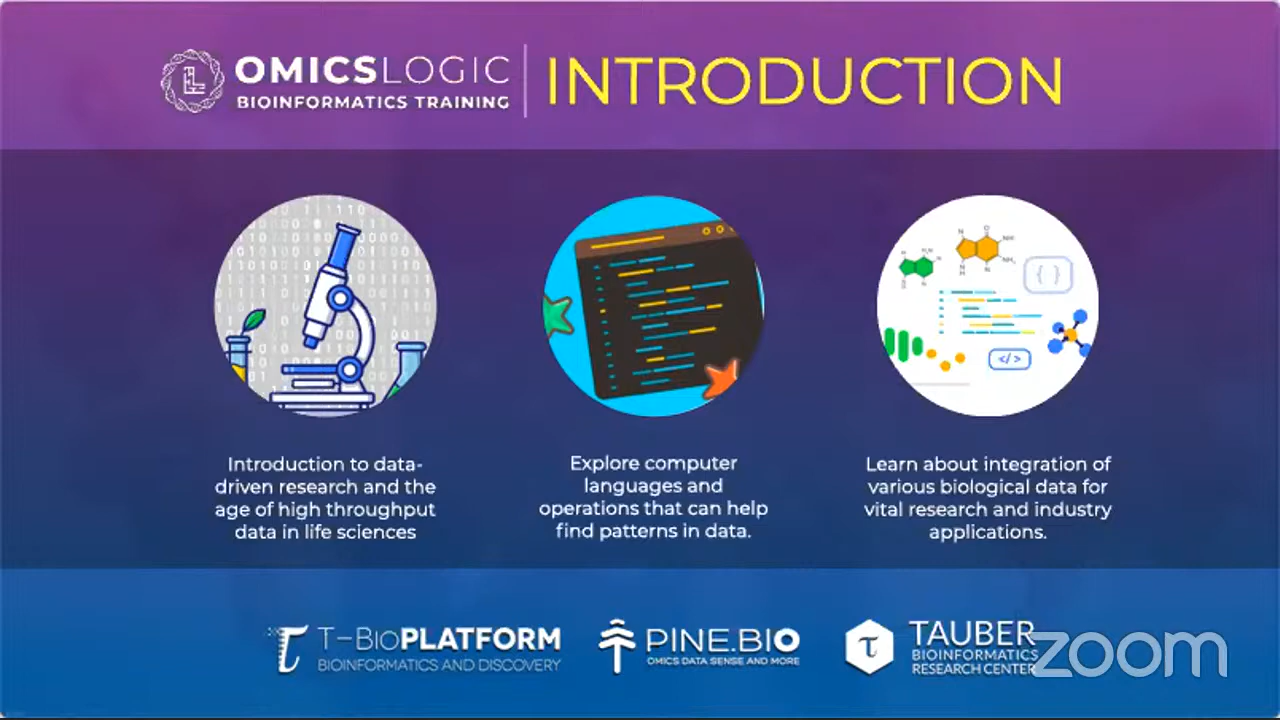 OMICSLOGIC
BIOINFORMATICS TRAINING
INTRODUCTION
Introduction to data-
driven research and the
age of high throughput
data in life sciences
Explore computer
languages and
operations that can help
find patterns in data.
Learn about integration of
various biological data for
vital research and industry
applications.
T-BioPLATFORM
BIOINFORMATICS AND DISCOVERY
PINE.BIO
OMICS DATA SENSE AND MORE
TAUBER
BIOINFORMATICS
RESEARCH CENTER
zoom